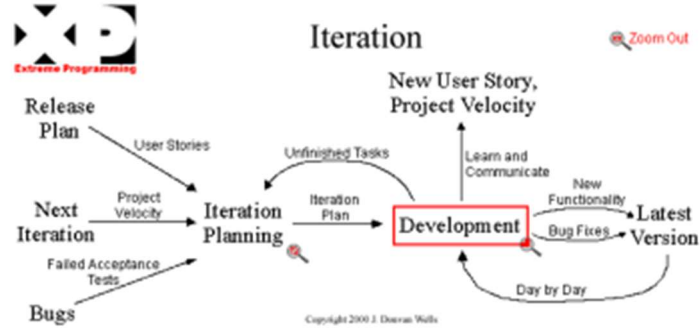 XP
Extreme Programming
Iteration
Zoom Out
New User Story,
Project Velocity
Release
Plan
User Stories
Unfinished Tasks
Learn and
Communicate
New
Functionality
Next
Iteration
Project
Velocity
Iteration
Planning
Iteration
Plan
Development
Bug Fixes
Latest
Version
Failed Acceptance
Tests
Bugs
Day by Day
Copyright 2000 J. Donvan Wells